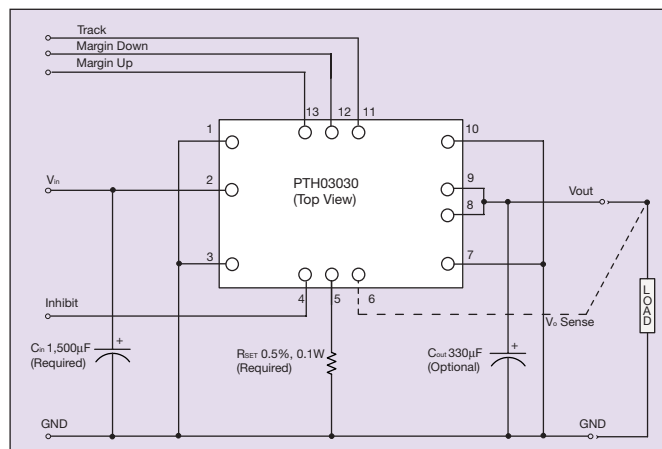 Track
Margin Down
Margin Up
13 12 11
1
10
Vin
2
PTH03030
(Top View)
9
8
Vout
3
7
Inhibit
4 5 6
Vo Sense
LOAD
+
Cin 1,500µF
(Required)
RSET 0.5%, 0.1W
(Required)
+
Cout 330µF
(Optional)
GND
GND